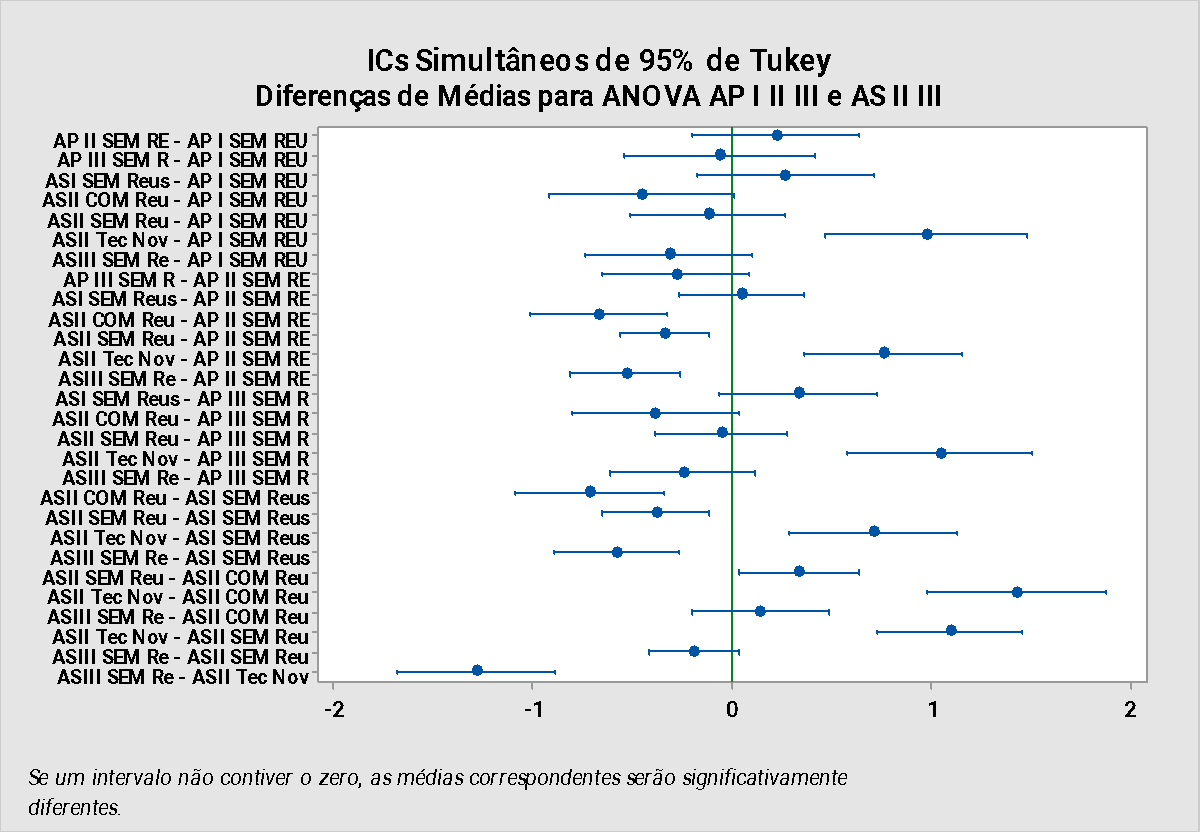 ICs Simultâneos de 95% de Tukey
Diferenças de Médias para ANOVA AP I II III e AS II III
AP II SEM RE - AP I SEM REU
AP III SEM R - AP I SEM REU
ASI SEM Reus - AP I SEM REU
ASII COM Reu - AP I SEM REU
ASII SEM Reu - AP I SEM REU
ASII Tec Nov - AP I SEM REU
ASIII SEM Re - AP I SEM REU
AP III SEM R - AP II SEM RE
ASI SEM Reus - AP II SEM RE
ASII COM Reu - AP II SEM RE
ASII SEM Reu - AP II SEM RE
ASII Tec Nov - AP II SEM RE
ASIII SEM Re - AP II SEM RE
ASI SEM Reus - AP III SEM R
ASII COM Reu - AP III SEM R
ASII SEM Reu - AP III SEM R
ASII Tec Nov - AP III SEM R
ASIII SEM Re - AP III SEM R
ASII COM Reu - ASI SEM Reus
ASII SEM Reu - ASI SEM Reus
ASII Tec Nov - ASI SEM Reus
ASIII SEM Re - ASI SEM Reus
ASII SEM Reu - ASII COM Reu
ASII Tec Nov - ASII COM Reu
ASIII SEM Re - ASII COM Reu
ASII Tec Nov - ASII SEM Reu
ASIII SEM Re - ASII SEM Reu
ASIII SEM Re - ASII Tec Nov
-2 -1 0 1 2
Se um intervalo não contiver o zero, as médias correspondentes serão significativamente
diferentes.